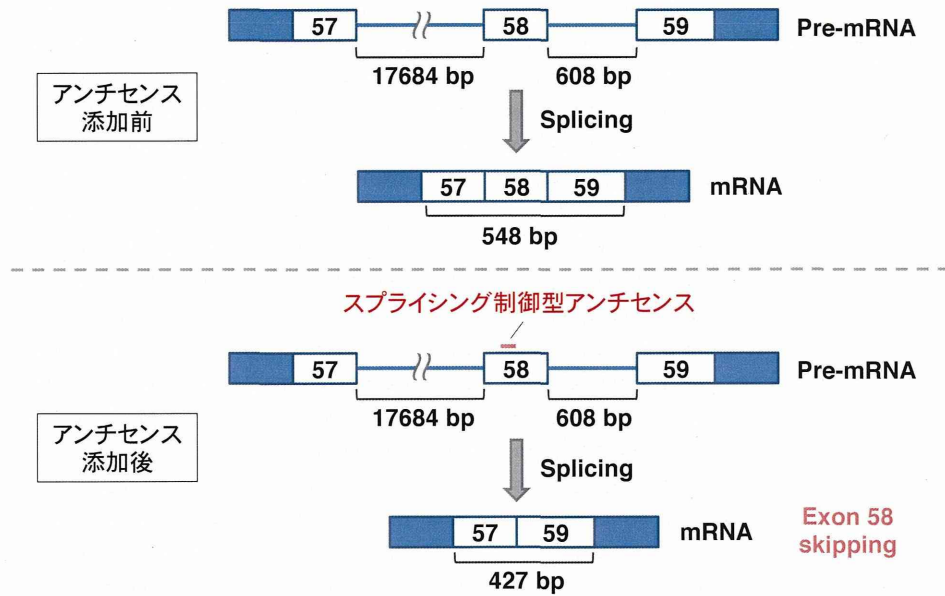 57
58
59
Pre-mRNA
17684 bp
608 bp
アンチセンス
添加前
Splicing
57
58
59
mRNA
548 bp
スプライシング制御型アンチセンス
57
58
59
Pre-mRNA
17684 bp
608 bp
アンチセンス
添加後
Splicing
57
59
mRNA
Exon 58
skipping
427 bp